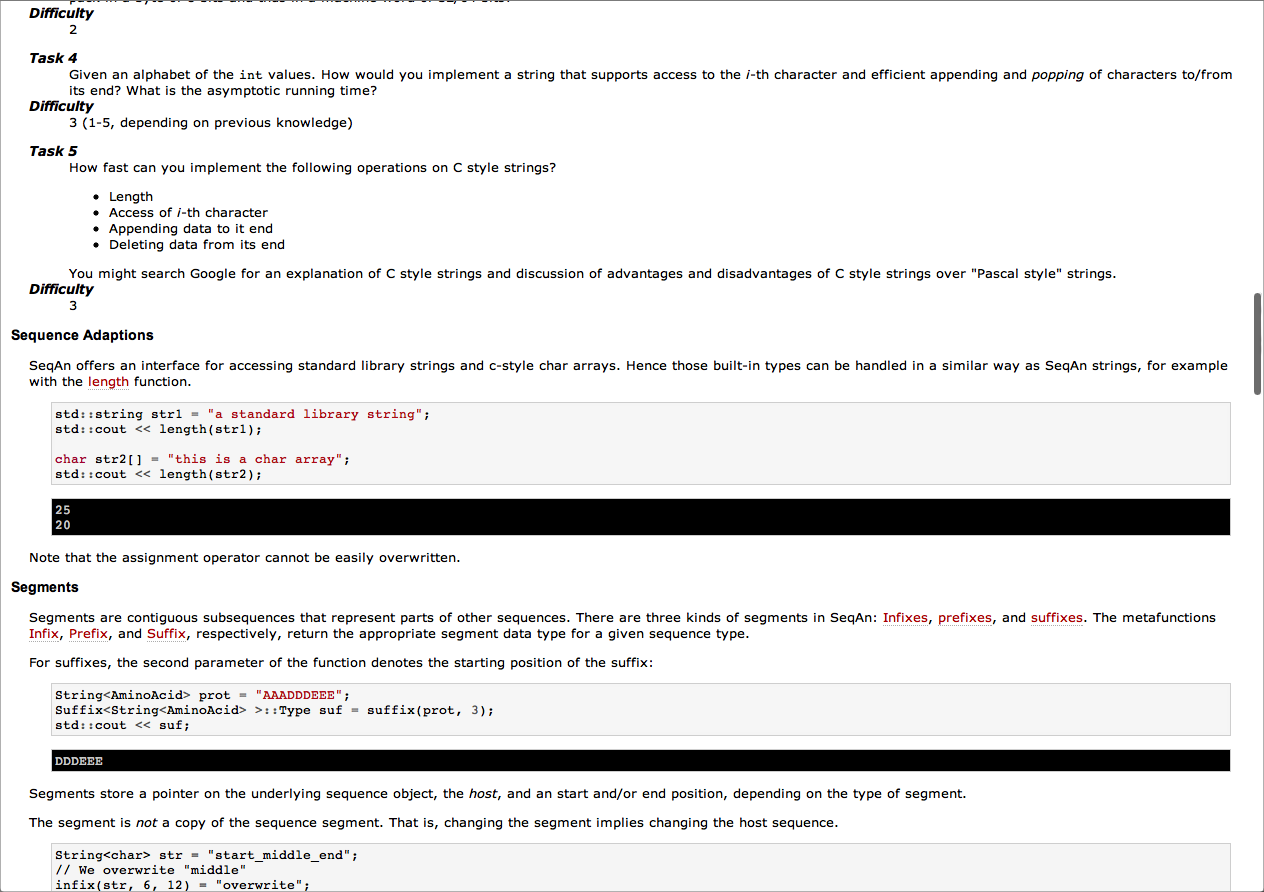 Difficulty
2
Task 4
Given an alphabet of the int values. How would you implement a string that supports access to the i-th character and efficient appending and popping of characters to/from
its end? What is the asymptotic running time?
Difficulty
3 (1-5, depending on previous knowledge)
Task 5
How fast can you implement the following operations on C style strings?
• Length
• Access of i-th character
• Appending data to it end
• Deleting data from its end
You might search Google for an explanation of C style strings and discussion of advantages and disadvantages of C style strings over "Pascal style" strings.
Difficulty
3
Sequence Adaptions
SeqAn offers an interface for accessing standard library strings and c-style char arrays. Hence those built-in types can be handled in a similar way as SeqAn strings, for example
with the length function.
std::string str1 = "a standard library string";
std::cout << length(str1);
char str2[] = "this is a char array";
std::cout << length(str2);
25
20
Note that the assignment operator cannot be easily overwritten.
Segments
Segments are contiguous subsequences that represent parts of other sequences. There are three kinds of segments in SeqAn: Infixes, prefixes, and suffixes. The metafunctions
Infix, Prefix, and Suffix, respectively, return the appropriate segment data type for a given sequence type.
For suffixes, the second parameter of the function denotes the starting position of the suffix:
String<AminoAcid> prot = "AAADDDEEE";
Suffix<String<AminoAcid> >::Type suf = suffix(prot, 3);
std::cout << suf;
DDDEEE
Segments store a pointer on the underlying sequence object, the host, and an start and/or end position, depending on the type of segment.
The segment is not a copy of the sequence segment. That is, changing the segment implies changing the host sequence.
String<char> str = "start_middle_end";
// We overwrite "middle"
infix(str, 6, 12) = "overwrite";